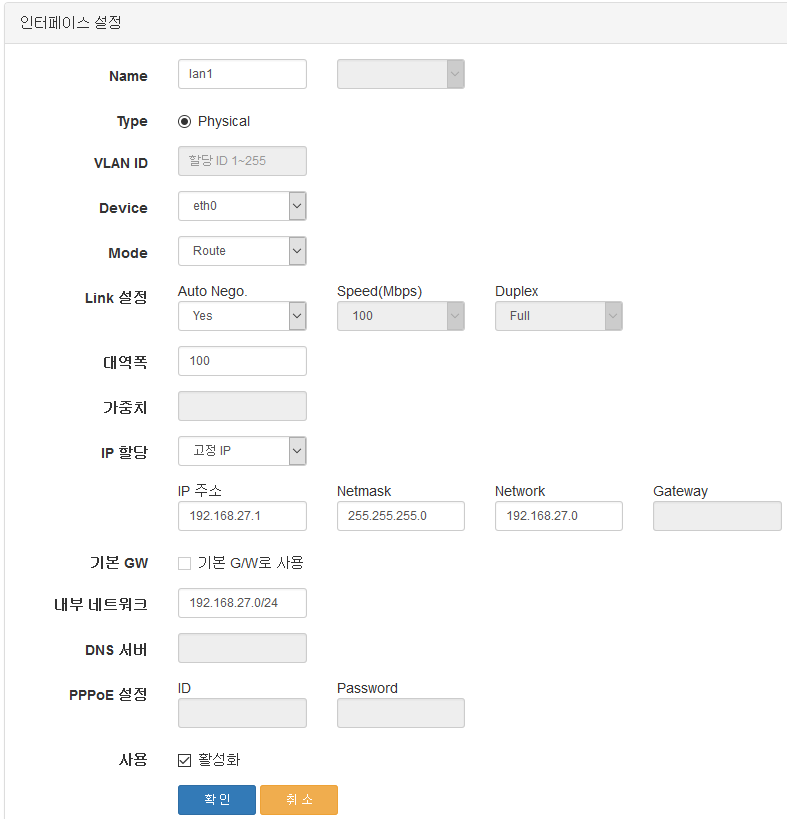 인터페이스 설정
Name lan1
Type Physical
VLAN ID 할당 ID 1~255
Device eth0
Mode Route
Link 설정 Auto Nego. Speed(Mbps) Duplex
Yes 100 Full
대역폭 100
가중치
IP 할당 고정 IP
IP 주소 Netmask Network Gateway
192.168.27.1 255.255.255.0 192.168.27.0
기본 GW 기본 G/W로 사용
내부 네트워크 192.168.27.0/24
DNS 서버
PPPoE 설정 ID Password
사용 활성화
확 인 취 소